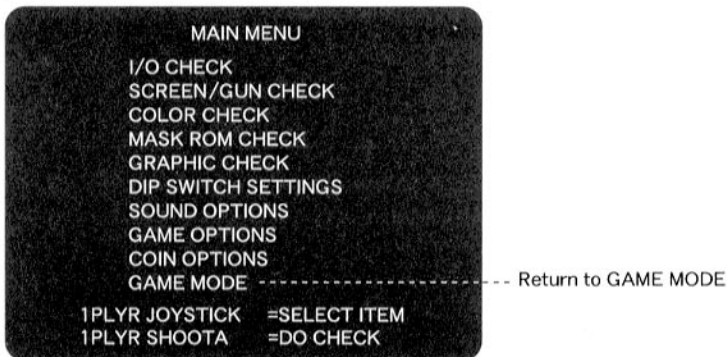 MAIN MENU
I/O CHECK
SCREEN/GUN CHECK
COLOR CHECK
MASK ROM CHECK
GRAPHIC CHECK
DIP SWITCH SETTINGS
SOUND OPTIONS
GAME OPTIONS
COIN OPTIONS
GAME MODE ---------------------- Return to GAME MODE
1PLYR JOYSTICK =SELECT ITEM
1PLYR SHOOTA =DO CHECK